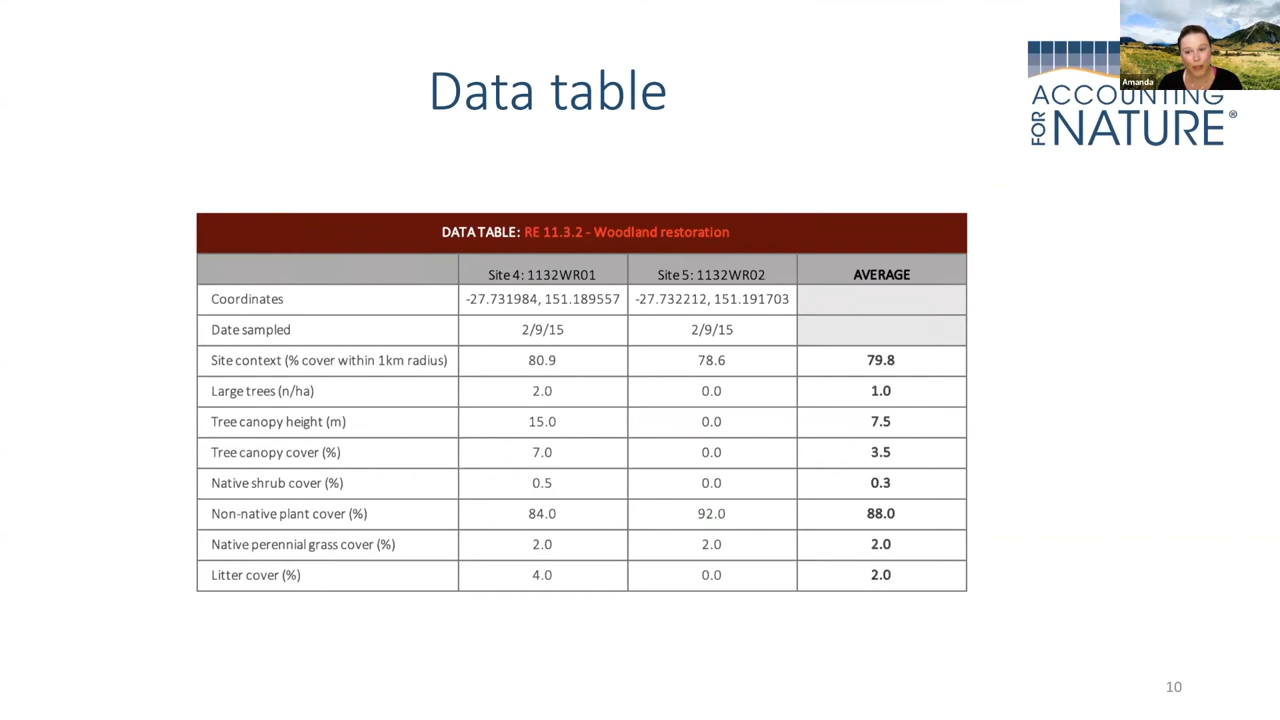 Data table
Amanda
ACCOUNTING
FOR NATURE®
DATA TABLE: RE 11.3.2 - Woodland restoration
Site 4: 1132WR01 Site 5: 1132WR02 AVERAGE
Coordinates -27.731984, 151.189557 -27.732212, 151.191703
Date sampled 2/9/15 2/9/15
Site context (% cover within 1km radius) 80.9 78.6 79.8
Large trees (n/ha) 2.0 0.0 1.0
Tree canopy height (m) 15.0 0.0 7.5
Tree canopy cover (%) 7.0 0.0 3.5
Native shrub cover (%) 0.5 0.0 0.3
Non-native plant cover (%) 84.0 92.0 88.0
Native perennial grass cover (%) 2.0 2.0 2.0
Litter cover (%) 4.0 0.0 2.0
10